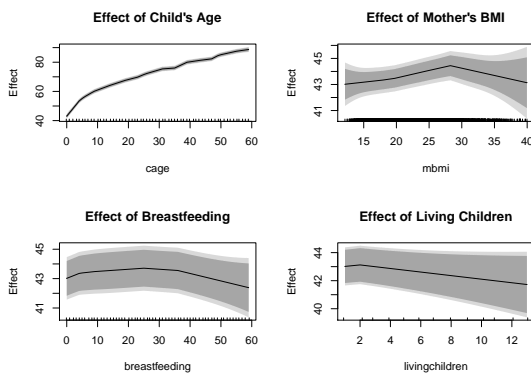 Effect of Child's Age
Effect
40 60 80
0 10 20 30 40 50 60
cage
Effect of Mother's BMI
Effect
41 43 45
15 20 25 30 35 40
mbmi
Effect of Breastfeeding
Effect
41 43 45
0 10 20 30 40 50 60
breastfeeding
Effect of Living Children
Effect
40 42 44
2 4 6 8 10 12
livingchildren